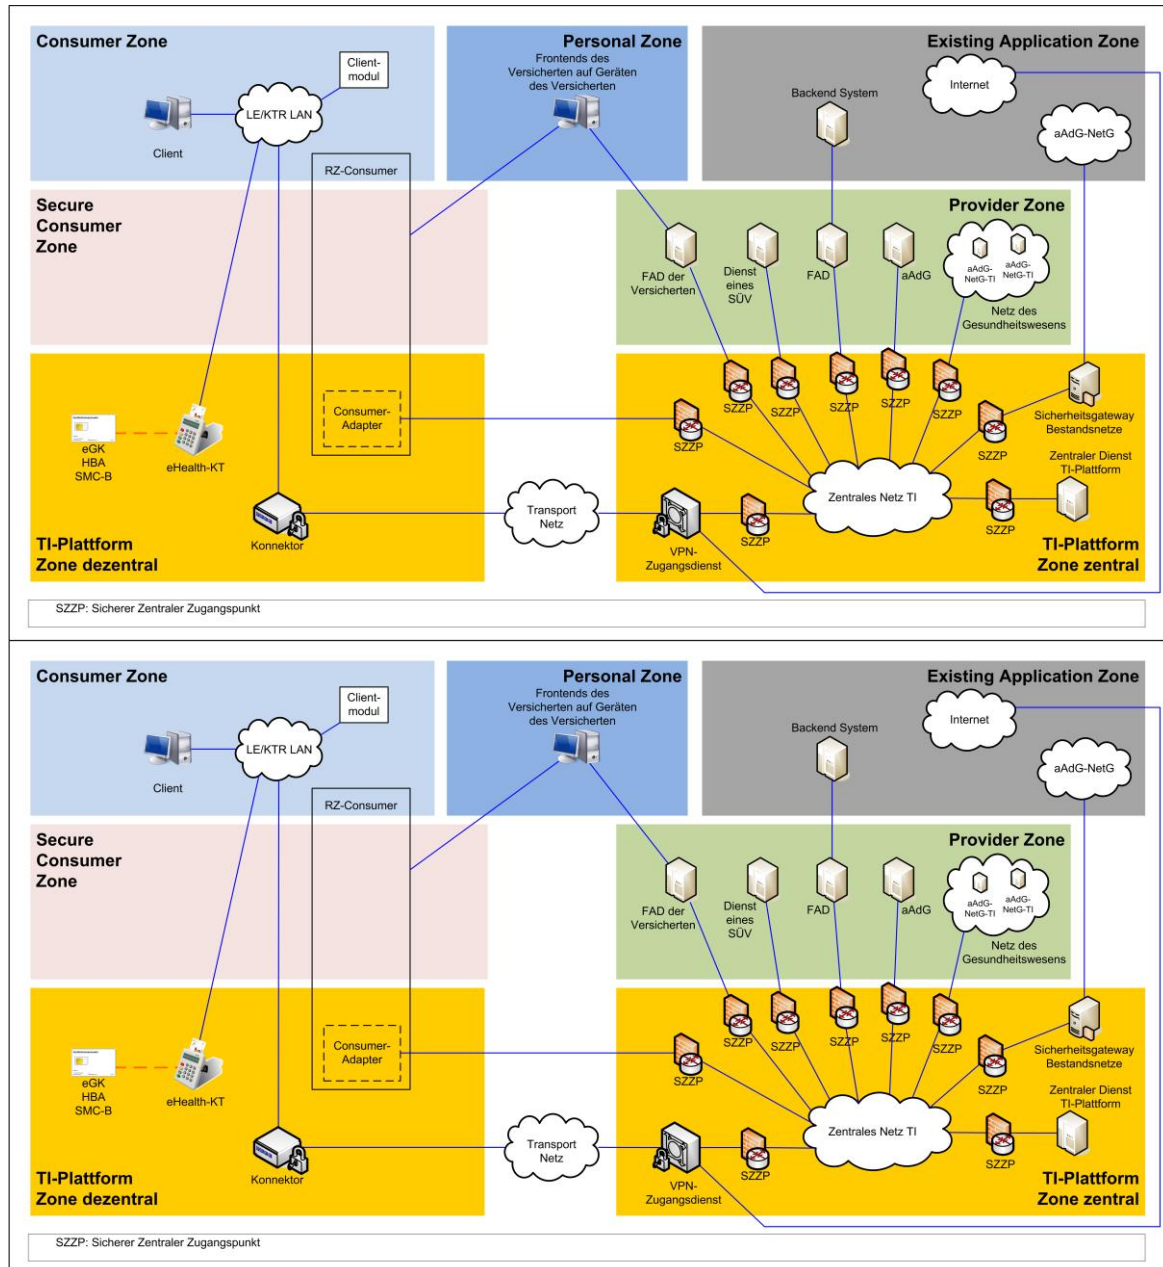 Consumer Zone
Client-
modul
LE/KTR LAN
Client
RZ-Consumer
Personal Zone
Frontends des
Versicherten auf Geräten
des Versicherten
Existing Application Zone
Internet
Backend System
aAdG-NetG
Secure
Consumer
Zone
Provider Zone
FAD der
Versicherten
Dienst
eines
SÜV
FAD
aAdG
aAdG-
NetG-TI
aAdG-
NetG-TI
Netz des
Gesundheitswesens
eGK
HBA
SMC-B
eHealth-KT
Consumer-
Adapter
Konnektor
TI-Plattform
Zone dezentral
Transport
Netz
SZZP
SZZP
SZZP
SZZP
SZZP
SZZP
SZZP
Sicherheitsgateway
Bestandsnetze
Zentraler Dienst
TI-Plattform
Zentrales Netz TI
SZZP
SZZP
VPN-
Zugangsdienst
TI-Plattform
Zone zentral
SZZP: Sicherer Zentraler Zugangspunkt
Consumer Zone
Client-
modul
LE/KTR LAN
Client
RZ-Consumer
Personal Zone
Frontends des
Versicherten auf Geräten
des Versicherten
Existing Application Zone
Internet
Backend System
aAdG-NetG
Secure
Consumer
Zone
Provider Zone
FAD der
Versicherten
Dienst
eines
SÜV
FAD
aAdG
aAdG-
NetG-TI
aAdG-
NetG-TI
Netz des
Gesundheitswesens
eGK
HBA
SMC-B
eHealth-KT
Consumer-
Adapter
Konnektor
TI-Plattform
Zone dezentral
Transport
Netz
SZZP
SZZP
SZZP
SZZP
SZZP
SZZP
SZZP
Sicherheitsgateway
Bestandsnetze
Zentraler Dienst
TI-Plattform
Zentrales Netz TI
SZZP
SZZP
VPN-
Zugangsdienst
TI-Plattform
Zone zentral
SZZP: Sicherer Zentraler Zugangspunkt